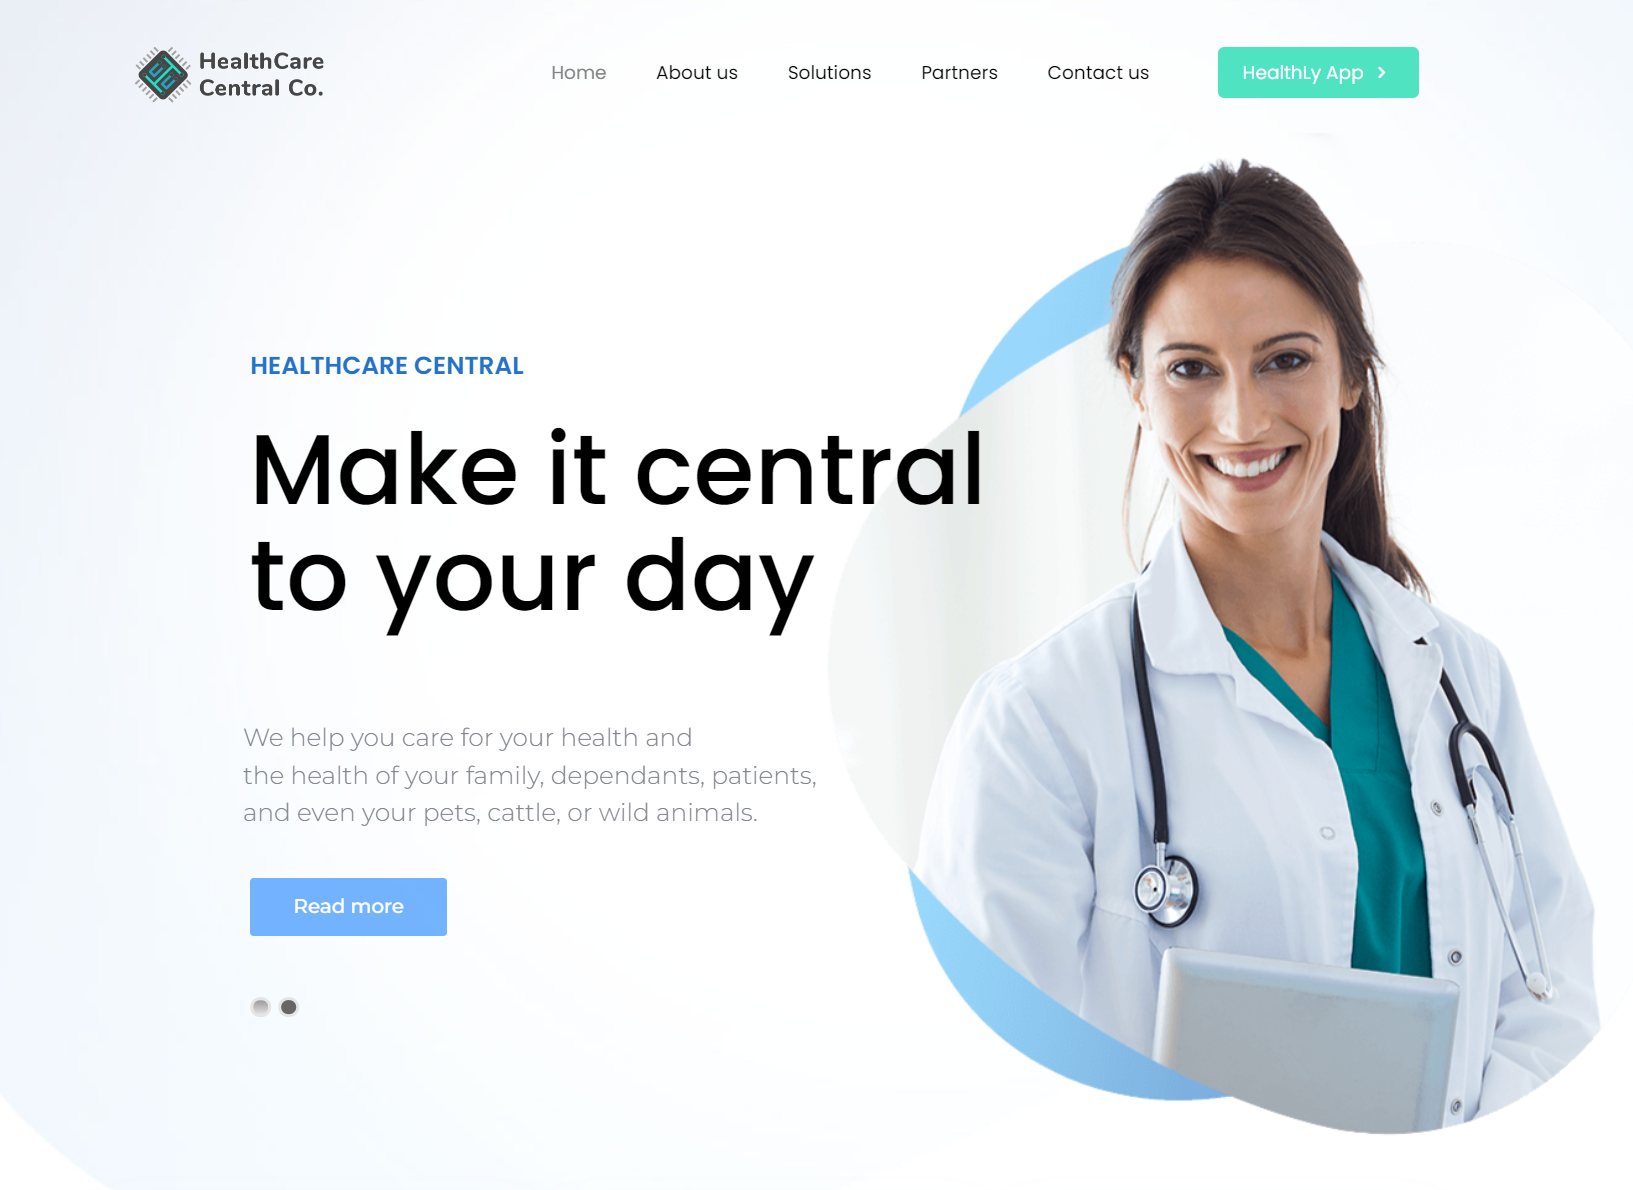 HealthCare
Central Co.
Home
About us
Solutions
Partners
Contact us
HealthLy App
HEALTHCARE CENTRAL
Make it central
to your day
We help you care for your health and
the health of your family, dependants, patients,
and even your pets, cattle, or wild animals.
Read more